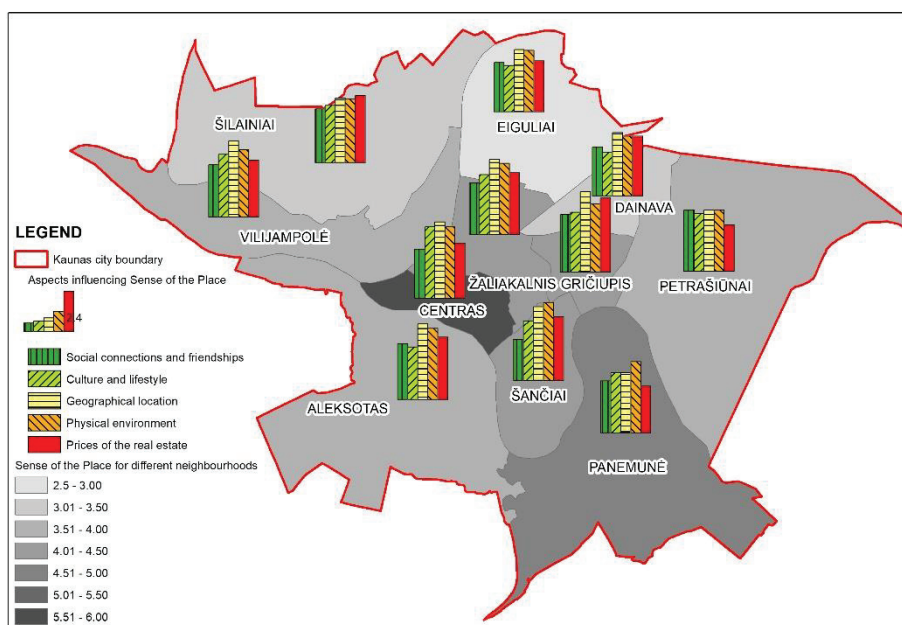 ŠILAINIAI
EIGULIAI
DAINAVA
VILIJAMPOLĖ
ŽALIAKALNIS GRIČIUPIS
PETRAŠIŪNAI
CENTRAS
ALEKSOTAS
ŠANČIAI
PANEMUNĖ
LEGEND
Kaunas city boundary
Aspects influencing Sense of the Place
Social connections and friendships
Culture and lifestyle
Geographical location
Physical environment
Prices of the real estate
Sense of the Place for different neighbourhoods
2.5 - 3.00
3.01 - 3.50
3.51 - 4.00
4.01 - 4.50
4.51 - 5.00
5.01 - 5.50
5.51 - 6.00